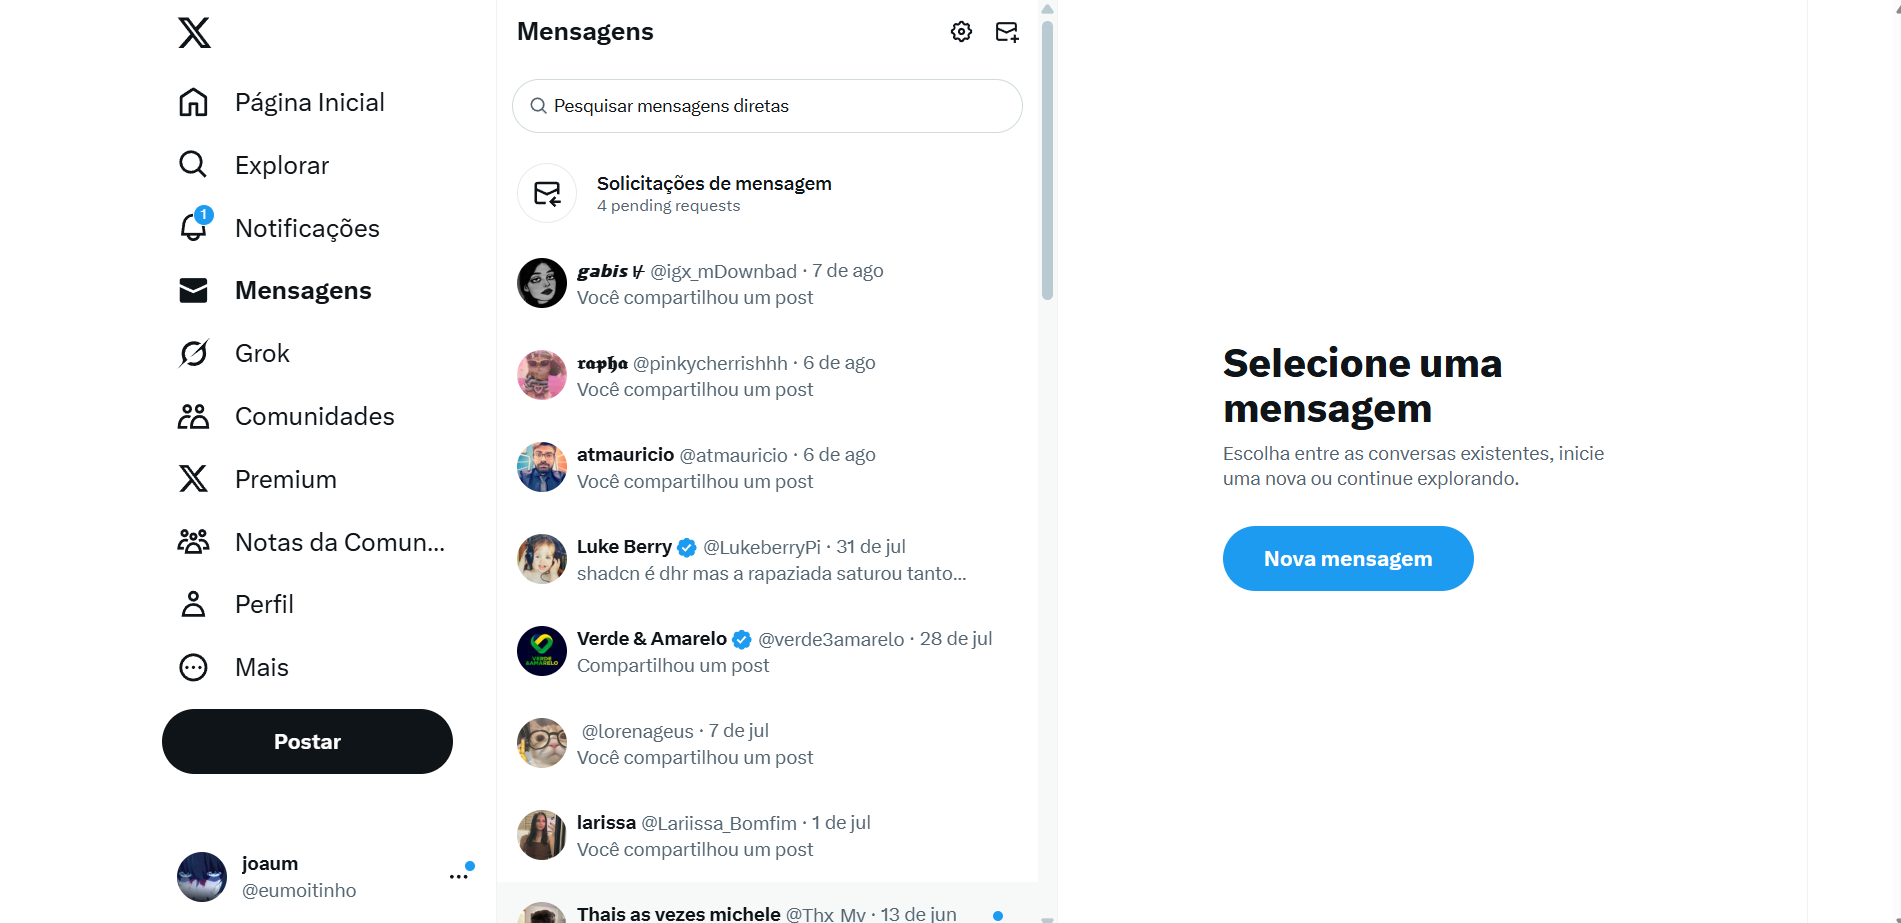 Página Inicial
Explorar
1
Notificações
Mensagens
Grok
Comunidades
Premium
Notas da Comun...
Perfil
Mais
Postar
joaum
@eumoitinho
Mensagens
Pesquisar mensagens diretas
Solicitações de mensagem
4 pending requests
gabis @igx_mDownbad · 7 de ago
Você compartilhou um post
rapha @pinkycherrishhh · 6 de ago
Você compartilhou um post
atmauricio @atmauricio · 6 de ago
Você compartilhou um post
Luke Berry @LukeberryPi · 31 de jul
shadcn é dhr mas a rapaziada saturou tanto...
VERDE
&AMARELO
Verde & Amarelo @verde3amarelo · 28 de jul
Compartilhou um post
@lorenageus · 7 de jul
Você compartilhou um post
larissa @Lariissa_Bomfim · 1 de jul
Você compartilhou um post
Thais as vezes michele @Thx_My · 13 de jun
Selecione uma
mensagem
Escolha entre as conversas existentes, inicie
uma nova ou continue explorando.
Nova mensagem